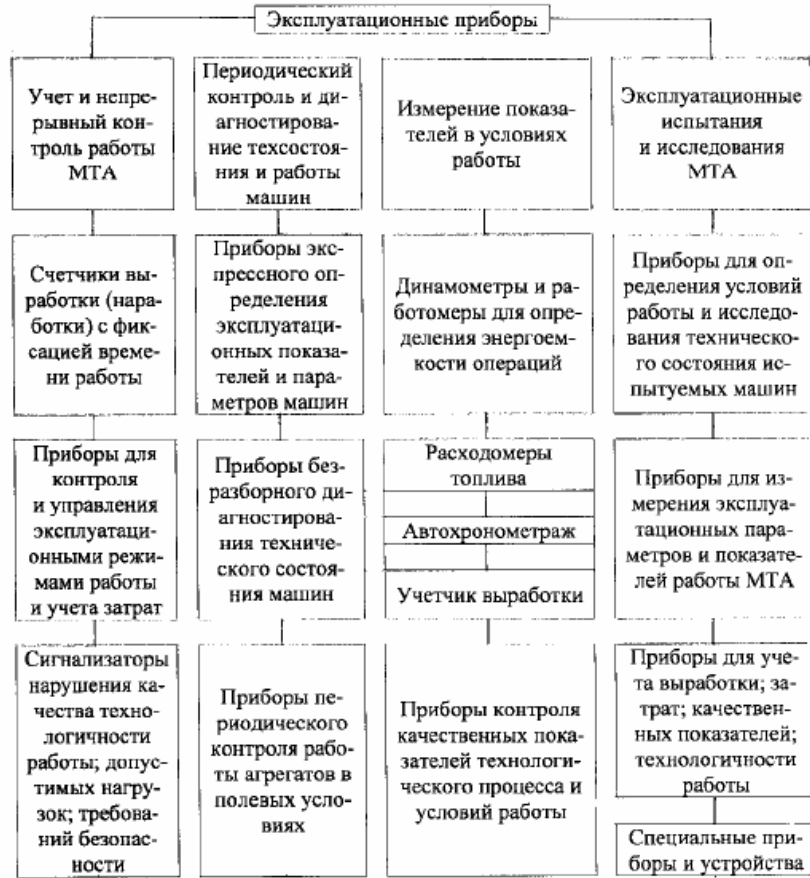 Эксплуатационные приборы
Учет и непре-
рывный кон-
троль работы
МТА
Счетчики вы-
работки (нара-
ботки) с фик-
сацией време-
ни работы
Приборы для
контроля
и управления
эксплуатаци-
онными режи-
мами работы
и учета затрат
Сигнализаторы
нарушения ка-
чества техно-
логичности
работы; допус-
тимых нагру-
зок; требова-
ний безопас-
ности
Периодический
контроль и ди-
агностирова-
ние техсостоя-
ния и работы
машин
Приборы экс-
прессного оп-
ределения
эксплуатаци-
онных показа-
телей и пара-
метров машин
Приборы без-
разборного ди-
агностирова-
ния техниче-
ского состоя-
ния машин
Приборы пе-
риодического
контроля рабо-
ты агрегатов в
полевых усло-
виях
Измерение показа-
телей в условиях
работы
Динамометры и ра-
ботомеры для опре-
деления энергоем-
кости операций
Расходомеры
топлива
Автохронометраж
Учетчик выработки
Приборы контроля
качественных пока-
зателей технологи-
ческого процесса и
условий работы
Эксплуатационные
испытания
и исследования
МТА
Приборы для оп-
ределения условий
работы и исследо-
вания техническо-
го состояния ис-
пытуемых машин
Приборы для из-
мерения эксплуа-
тационных пара-
метров и показате-
лей работы МТА
Приборы для уче-
та выработки; за-
трат; качествен-
ных показателей;
технологичности
работы
Специальные при-
боры и устройства